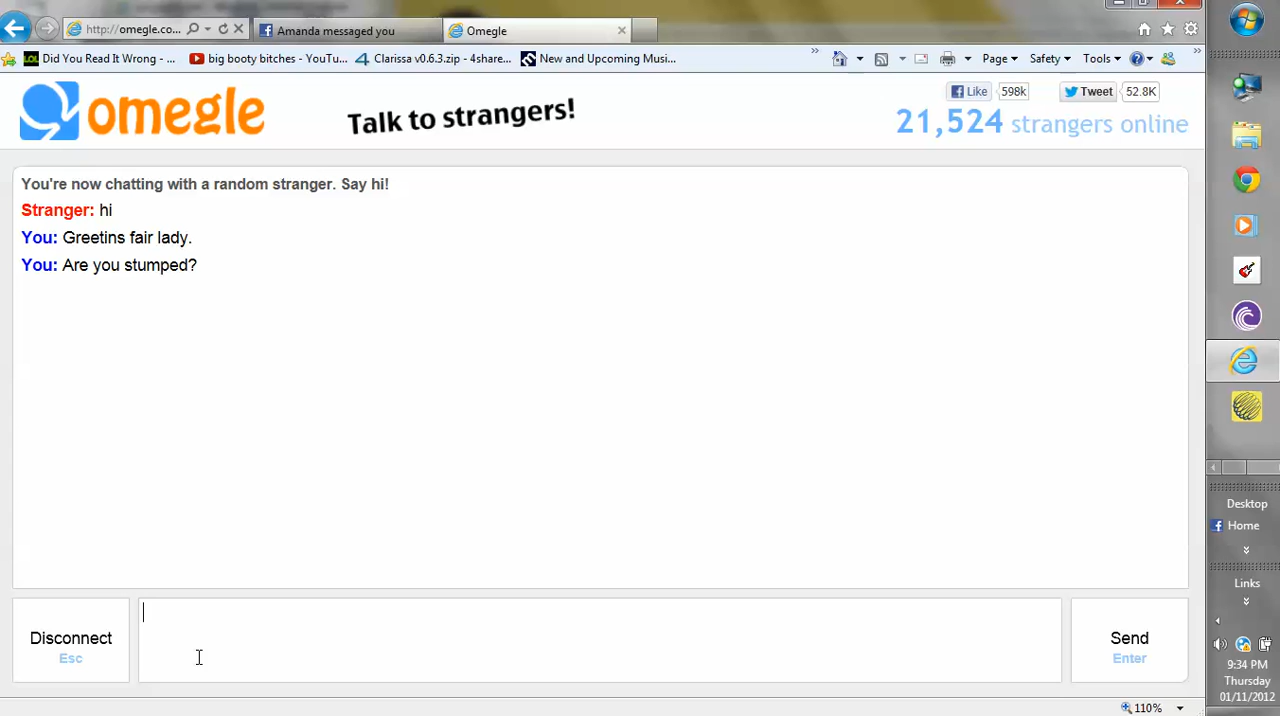 http://omegle.co...
Amanda messaged you
Omegle
Did You Read It Wrong - ...
big booty bitches - YouTu...
Clarissa v0.6.3.zip - 4share...
New and Upcoming Musi...
Page
Safety
Tools
omegle
Talk to strangers!
Like 598k
Tweet 52.8K
21,524 strangers online
You're now chatting with a random stranger. Say hi!
Stranger: hi
You: Greetins fair lady.
You: Are you stumped?
Disconnect
Esc
Send
Enter
Desktop
Home
Links
9:34 PM
Thursday
01/11/2012
110%